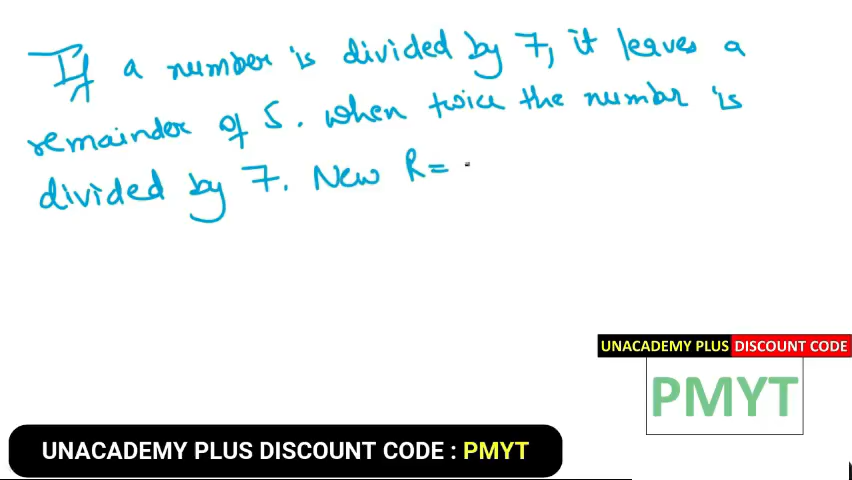 If a number is divided by 7, it leaves a
remainder of 5. when twice the number is
divided by 7. New R=
UNACADEMY PLUS DISCOUNT CODE
PMYT
UNACADEMY PLUS DISCOUNT CODE : PMYT